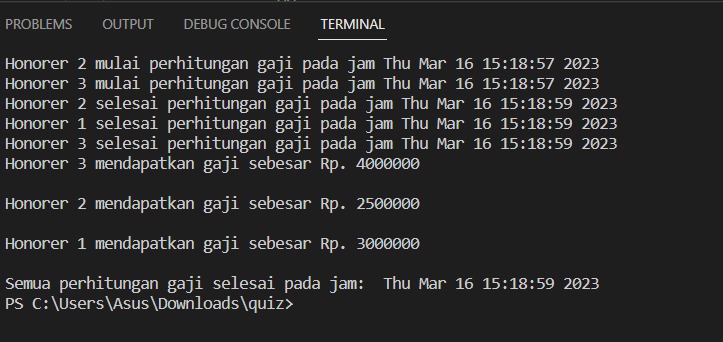 PROBLEMS OUTPUT DEBUG CONSOLE TERMINAL
Honorer 2 mulai perhitungan gaji pada jam Thu Mar 16 15:18:57 2023
Honorer 3 mulai perhitungan gaji pada jam Thu Mar 16 15:18:57 2023
Honorer 2 selesai perhitungan gaji pada jam Thu Mar 16 15:18:59 2023
Honorer 1 selesai perhitungan gaji pada jam Thu Mar 16 15:18:59 2023
Honorer 3 selesai perhitungan gaji pada jam Thu Mar 16 15:18:59 2023
Honorer 3 mendapatkan gaji sebesar Rp. 4000000
Honorer 2 mendapatkan gaji sebesar Rp. 2500000
Honorer 1 mendapatkan gaji sebesar Rp. 3000000
Semua perhitungan gaji selesai pada jam:  Thu Mar 16 15:18:59 2023
PS C:\Users\Asus\Downloads\quiz>